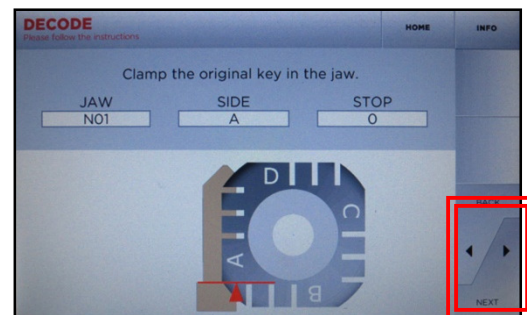 DECODE
HOME
INFO
Please follow the instructions
Clamp the original key in the jaw.
JAW
SIDE
STOP
N01
A
0
D
C
A
B
BACK
NEXT